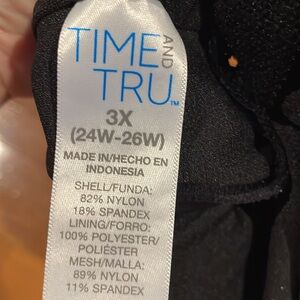 TIME AND
TRU™
3X
(24W-26W)
MADE IN/HECHO EN
INDONESIA
SHELL/FUNDA:
82% NYLON
18% SPANDEX
LINING/FORRO:
100% POLYESTER/
POLIÉSTER
MESH/MALLA:
89% NYLON
11% SPANDEX